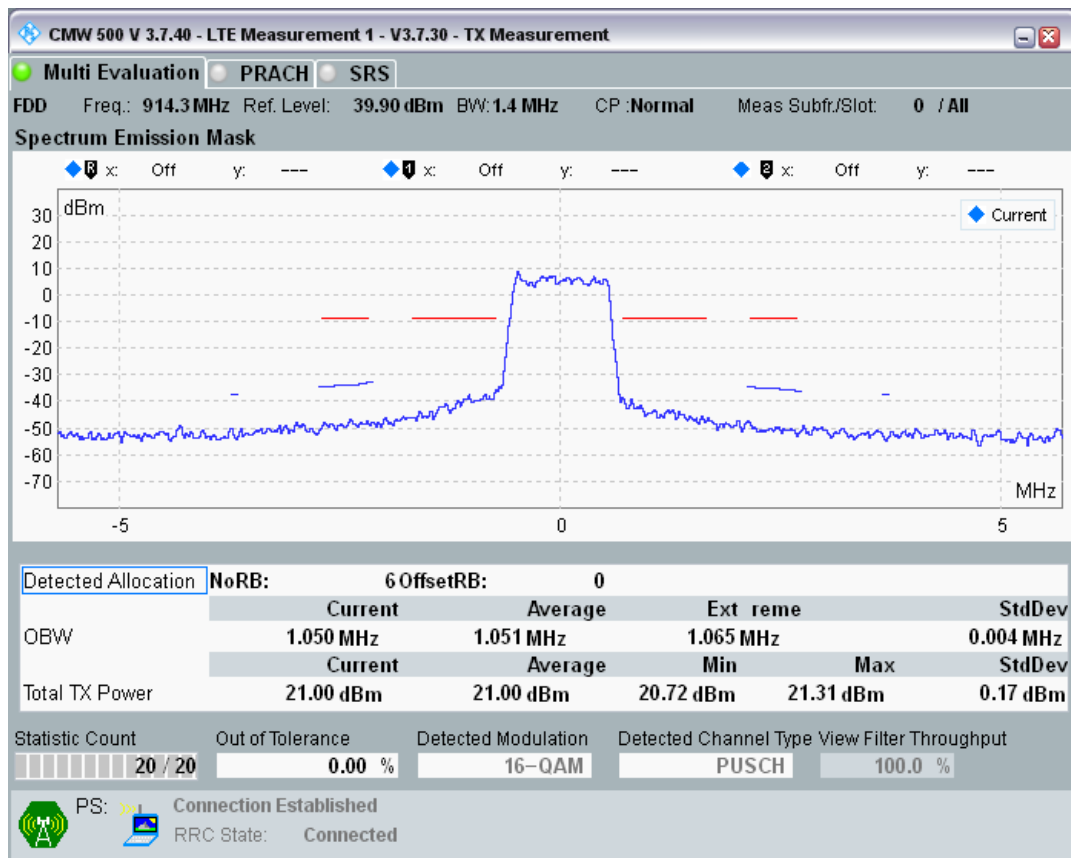 CMW 500 V 3.7.40 - LTE Measurement 1 - V3.7.30 - TX Measurement
Multi Evaluation PRACH SRS
FDD Freq.: 914.3 MHz Ref. Level: 39.90 dBm BW: 1.4 MHz CP :Normal Meas Subfr./Slot: 0 / All
Spectrum Emission Mask
R x: Off y: --- 1 x: Off y: --- 2 x: Off y: ---
dBm
Current
30
20
10
0
-10
-20
-30
-40
-50
-60
-70
MHz
-5 0 5
Detected Allocation NoRB: 6 OffsetRB: 0
Current Average Ext reme StdDev
OBW 1.050 MHz 1.051 MHz 1.065 MHz 0.004 MHz
Current Average Min Max StdDev
Total TX Power 21.00 dBm 21.00 dBm 20.72 dBm 21.31 dBm 0.17 dBm
Statistic Count Out of Tolerance Detected Modulation Detected Channel Type View Filter Throughput
20 / 20 0.00 % 16-QAM PUSCH 100.0 %
PS: Connection Established
RRC State: Connected